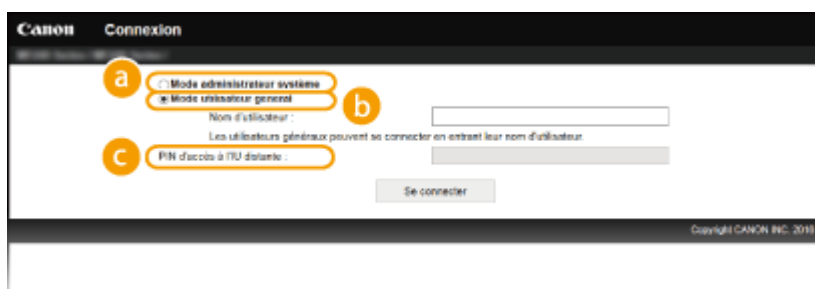 Canon Connexion
a
Mode administrateur système
Mode utilisateur general
b
Nom d'utilisateur :
Les utilisateurs généraux peuvent se connecter en entrant leur nom d'utilisateur.
c
PIN d'accès à l'IU distante :
Se connecter
Copyright CANON INC. 2016